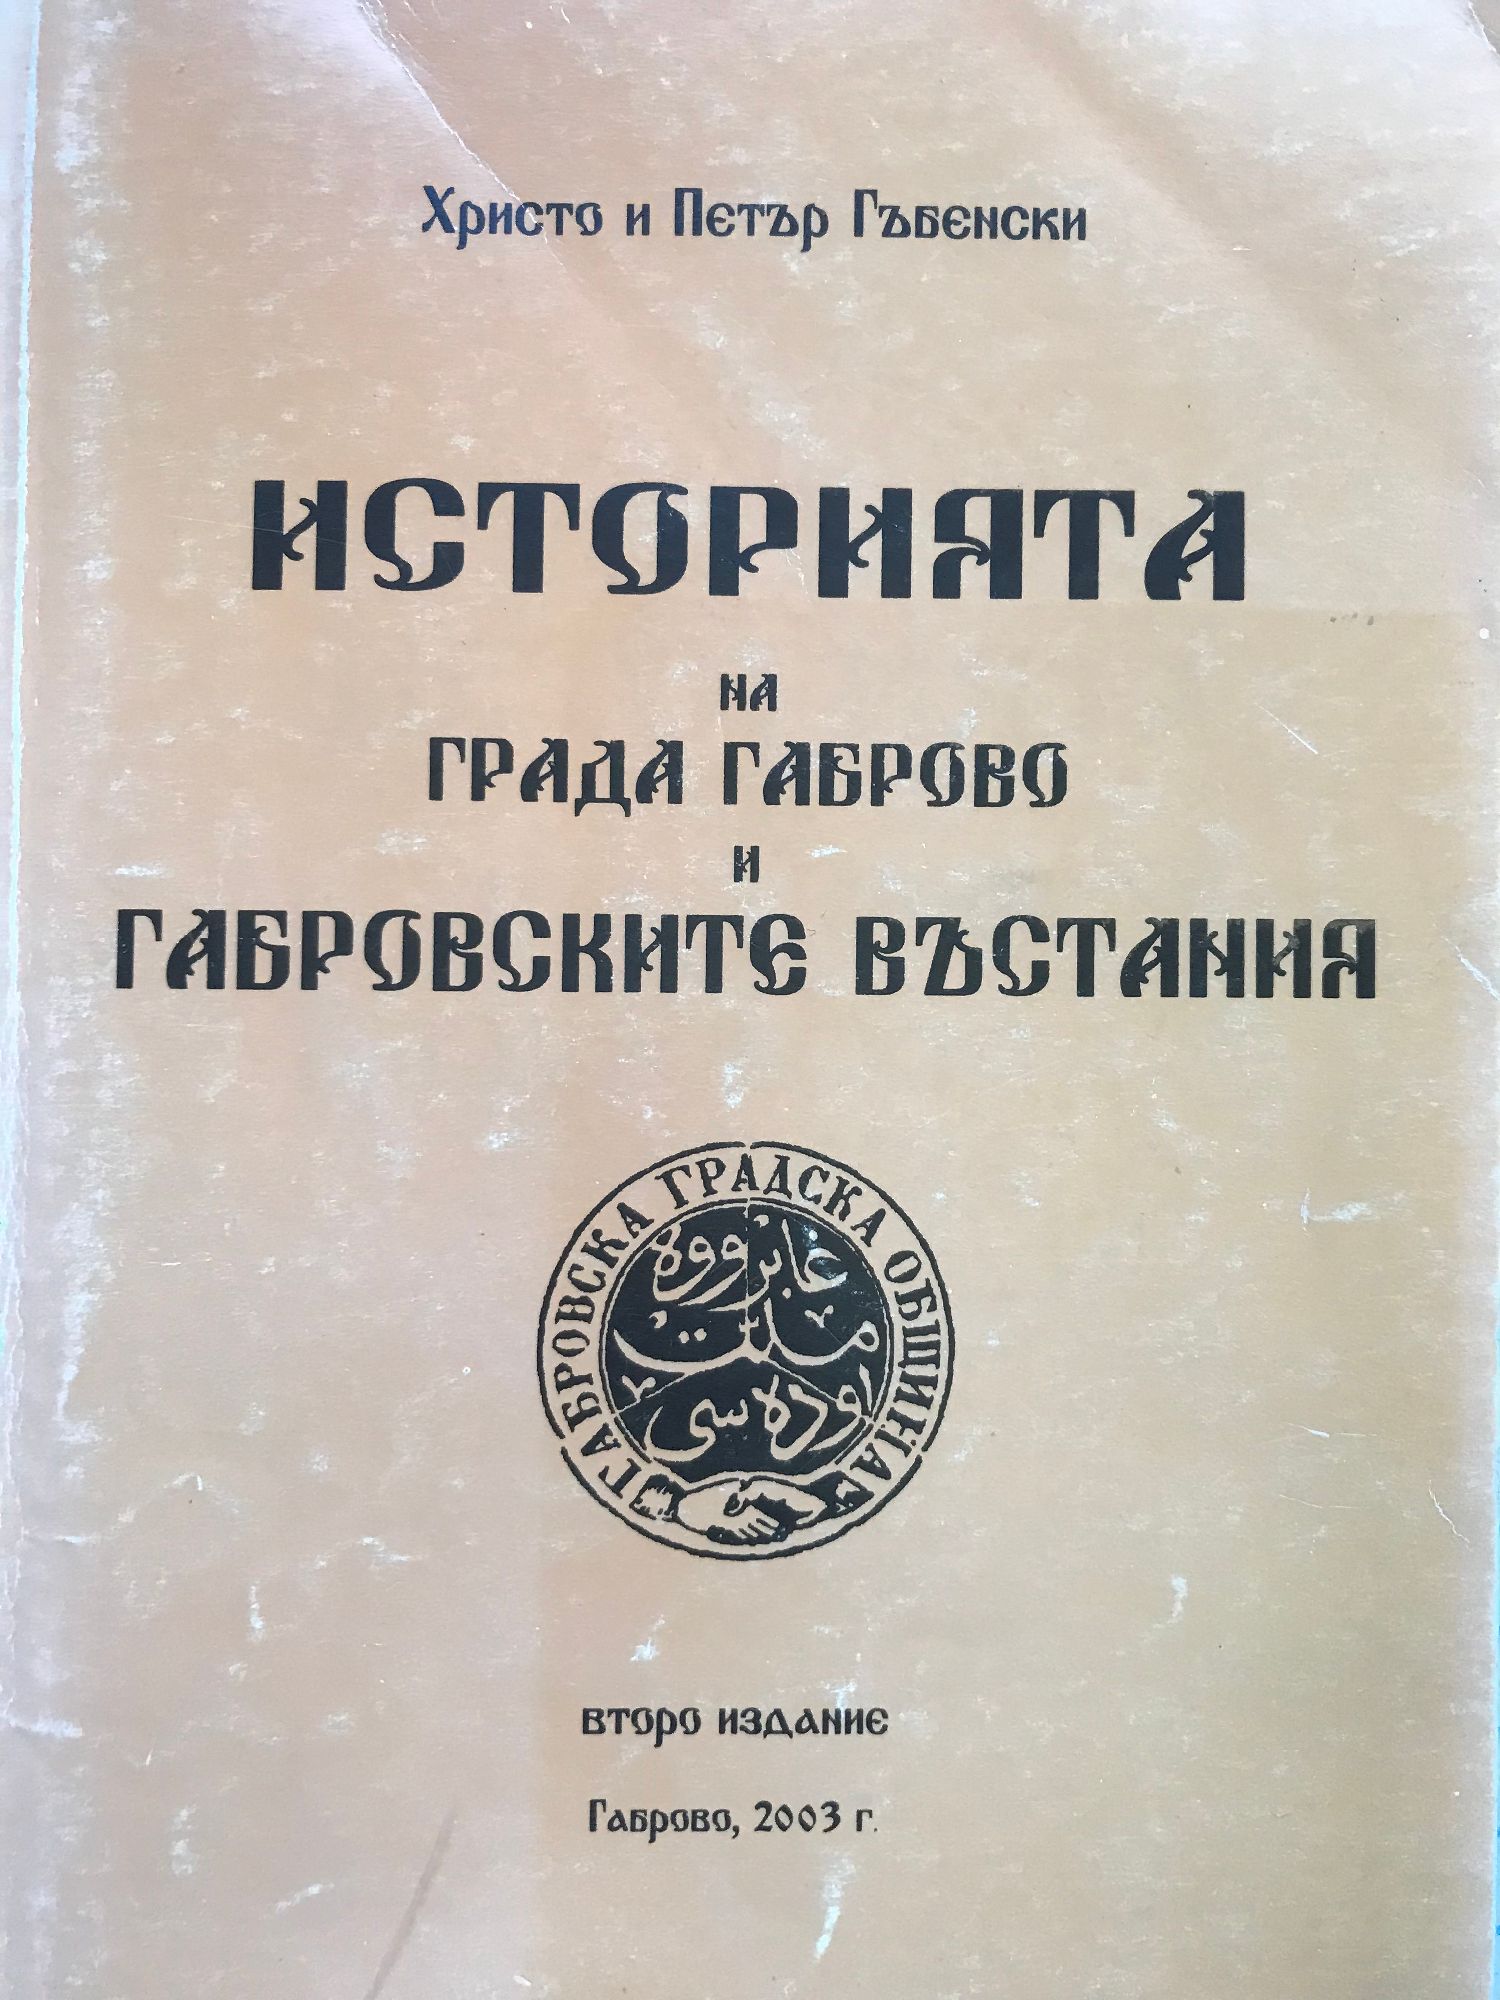 Христо и Петър Гъбенски
ИСТОРИЯТА
НА
ГРАДА ГАБРОВО
И
ГАБРОВСКИТЕ ВЪСТАНИЯ
ГАБРОВСКА ГРАДСКА ОБЩИНА
ВТОРО ИЗДАНИЕ
Габрово, 2003 г.